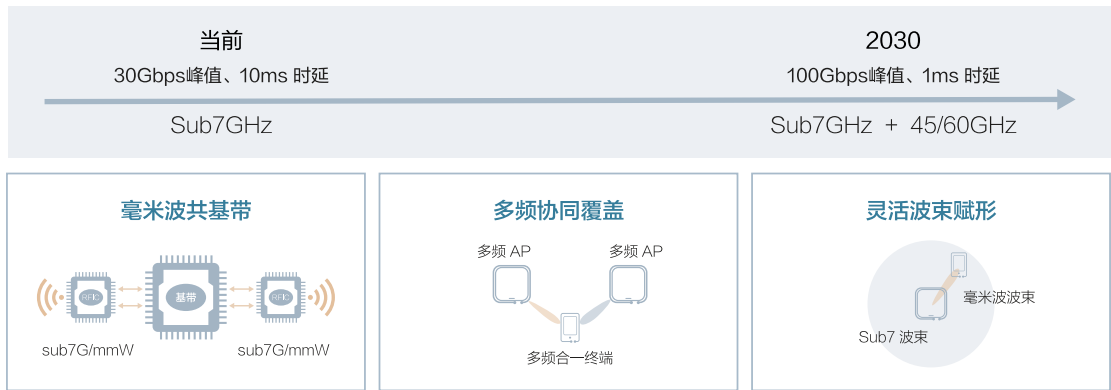 当前
2030
30Gbps峰值、10ms 时延
100Gbps峰值、1ms 时延
Sub7GHz
Sub7GHz + 45/60GHz
毫米波共基带
RFIC
基带
RFIC
sub7G/mmW
sub7G/mmW
多频协同覆盖
多频 AP
多频 AP
多频合一终端
灵活波束赋形
毫米波波束
Sub7 波束